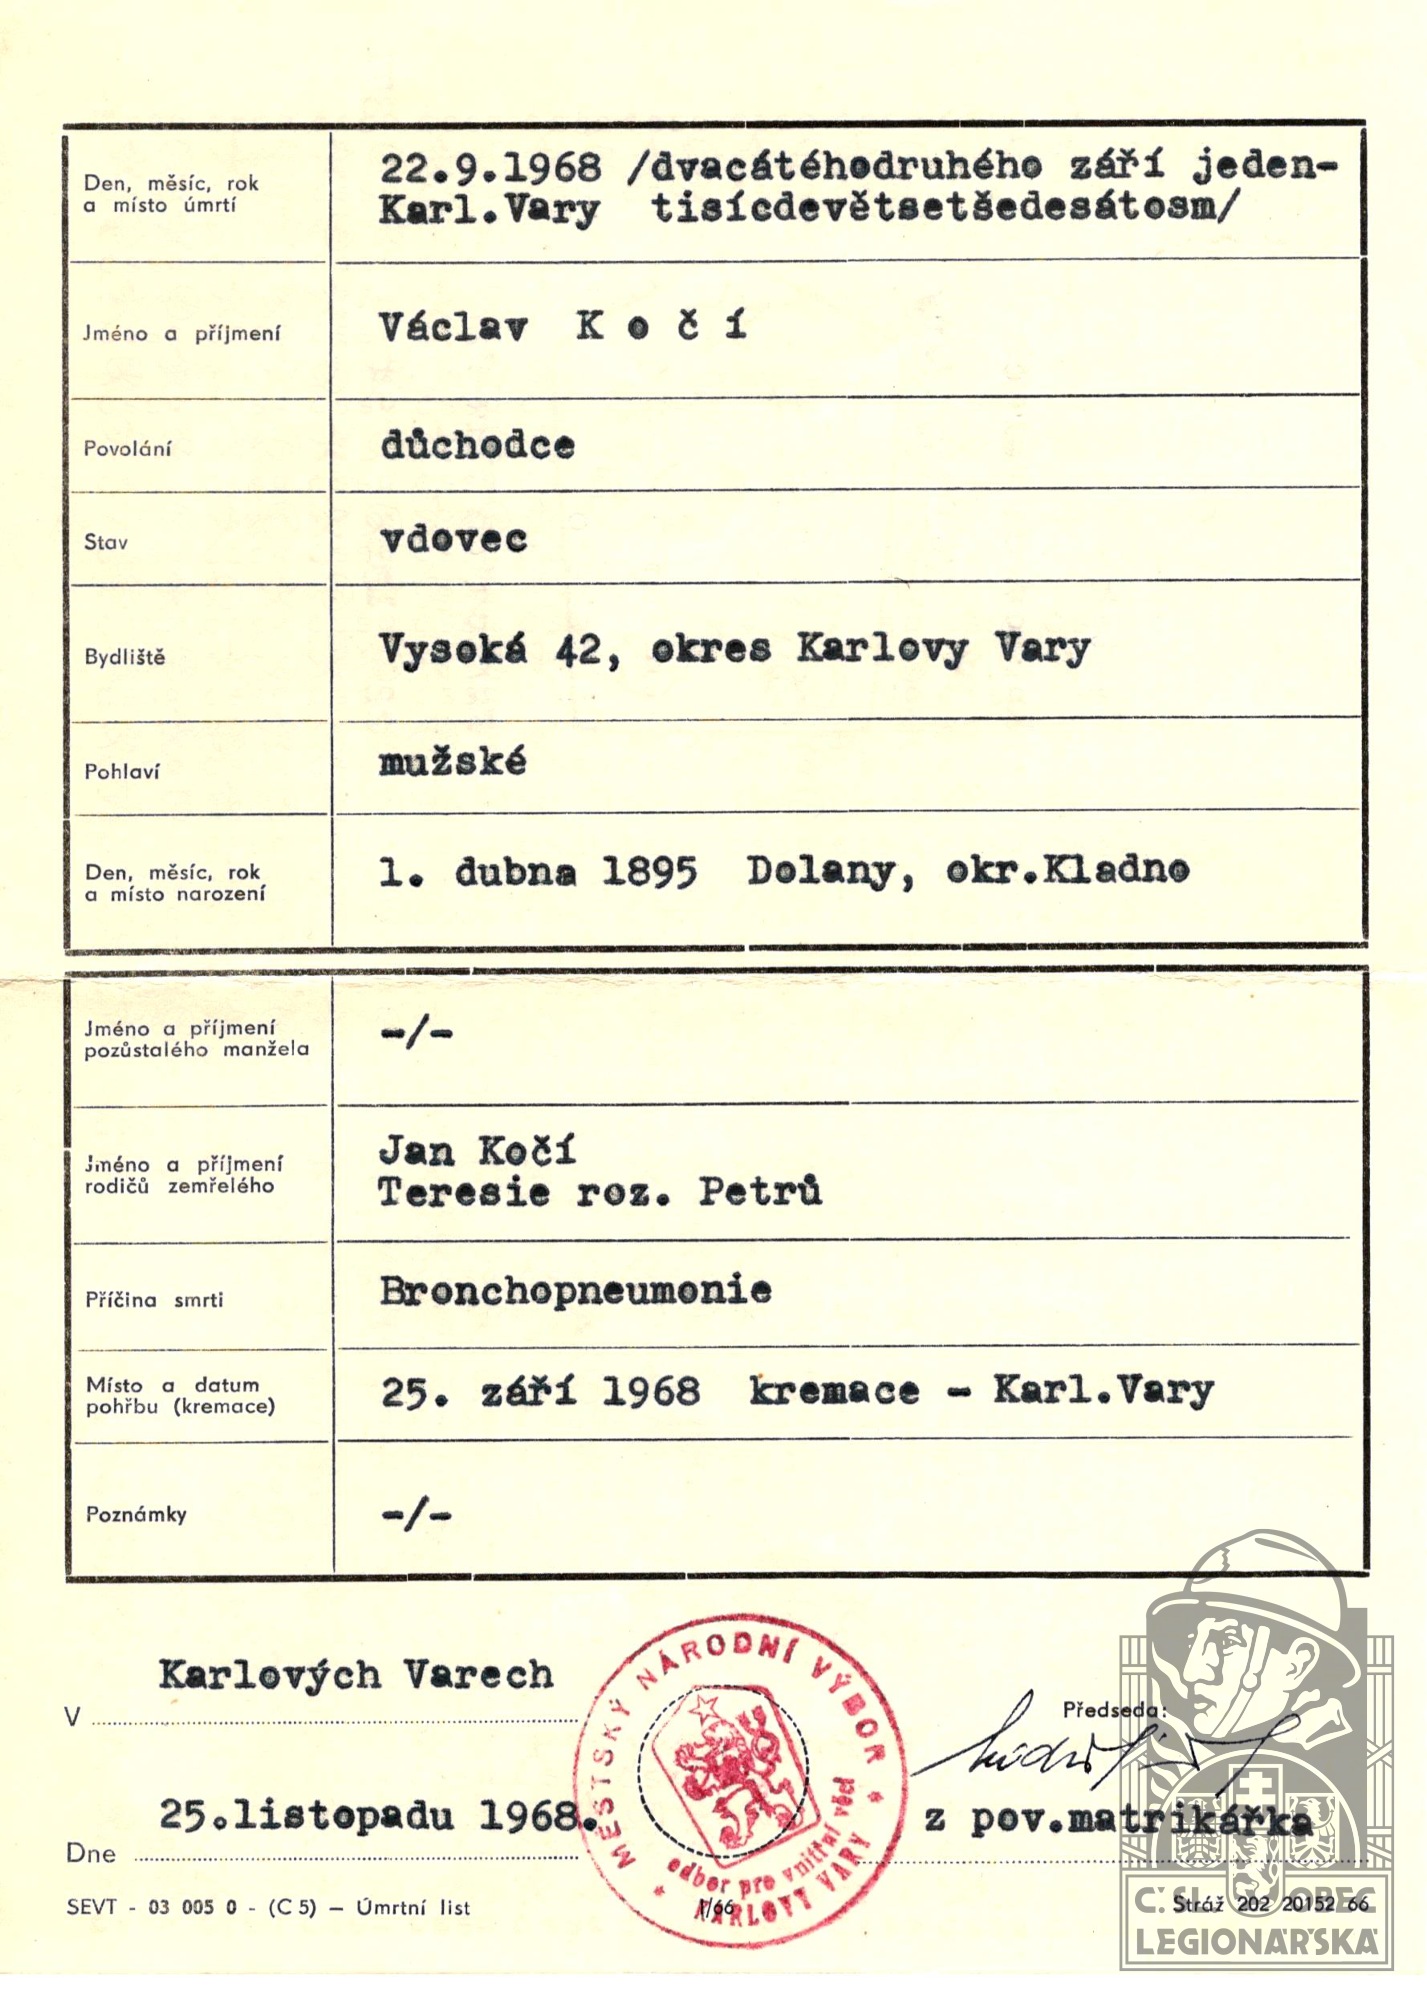 Den, měsíc, rok
a místo úmrtí
22.9.1968 /dvacátéhodruhého září jeden-
Karl.Vary tisícdevětsetšedesátosm/
Jméno a příjmení
Václav K o č í
Povolání
důchodce
Stav
vdovec
Bydliště
Vysoká 42, okres Karlovy Vary
Pohlaví
mužské
Den, měsíc, rok
a místo narození
1. dubna 1895 Dolany, okr.Kladno
Jméno a příjmení
pozůstalého manžela
-/-
Jméno a příjmení
rodičů zemřelého
Jan Kočí
Teresie roz. Petrů
Příčina smrti
Bronchopneumonie
Místo a datum
pohřbu (kremace)
25. září 1968 kremace - Karl.Vary
Poznámky
-/-
V Karlových Varech
Dne 25.listopadu 1968.
MĚSTSKÝ NÁRODNÍ VÝBOR
odbor pro vnitřní věci
KARLOVY VARY
Předseda:
z pov.matrikářka
SEVT - 03 005 0 - (C 5) — Úmrtní list
I/66
Stráž 202 20152 66
Č.SL. OBEC
LEGIONÁŘSKÁ